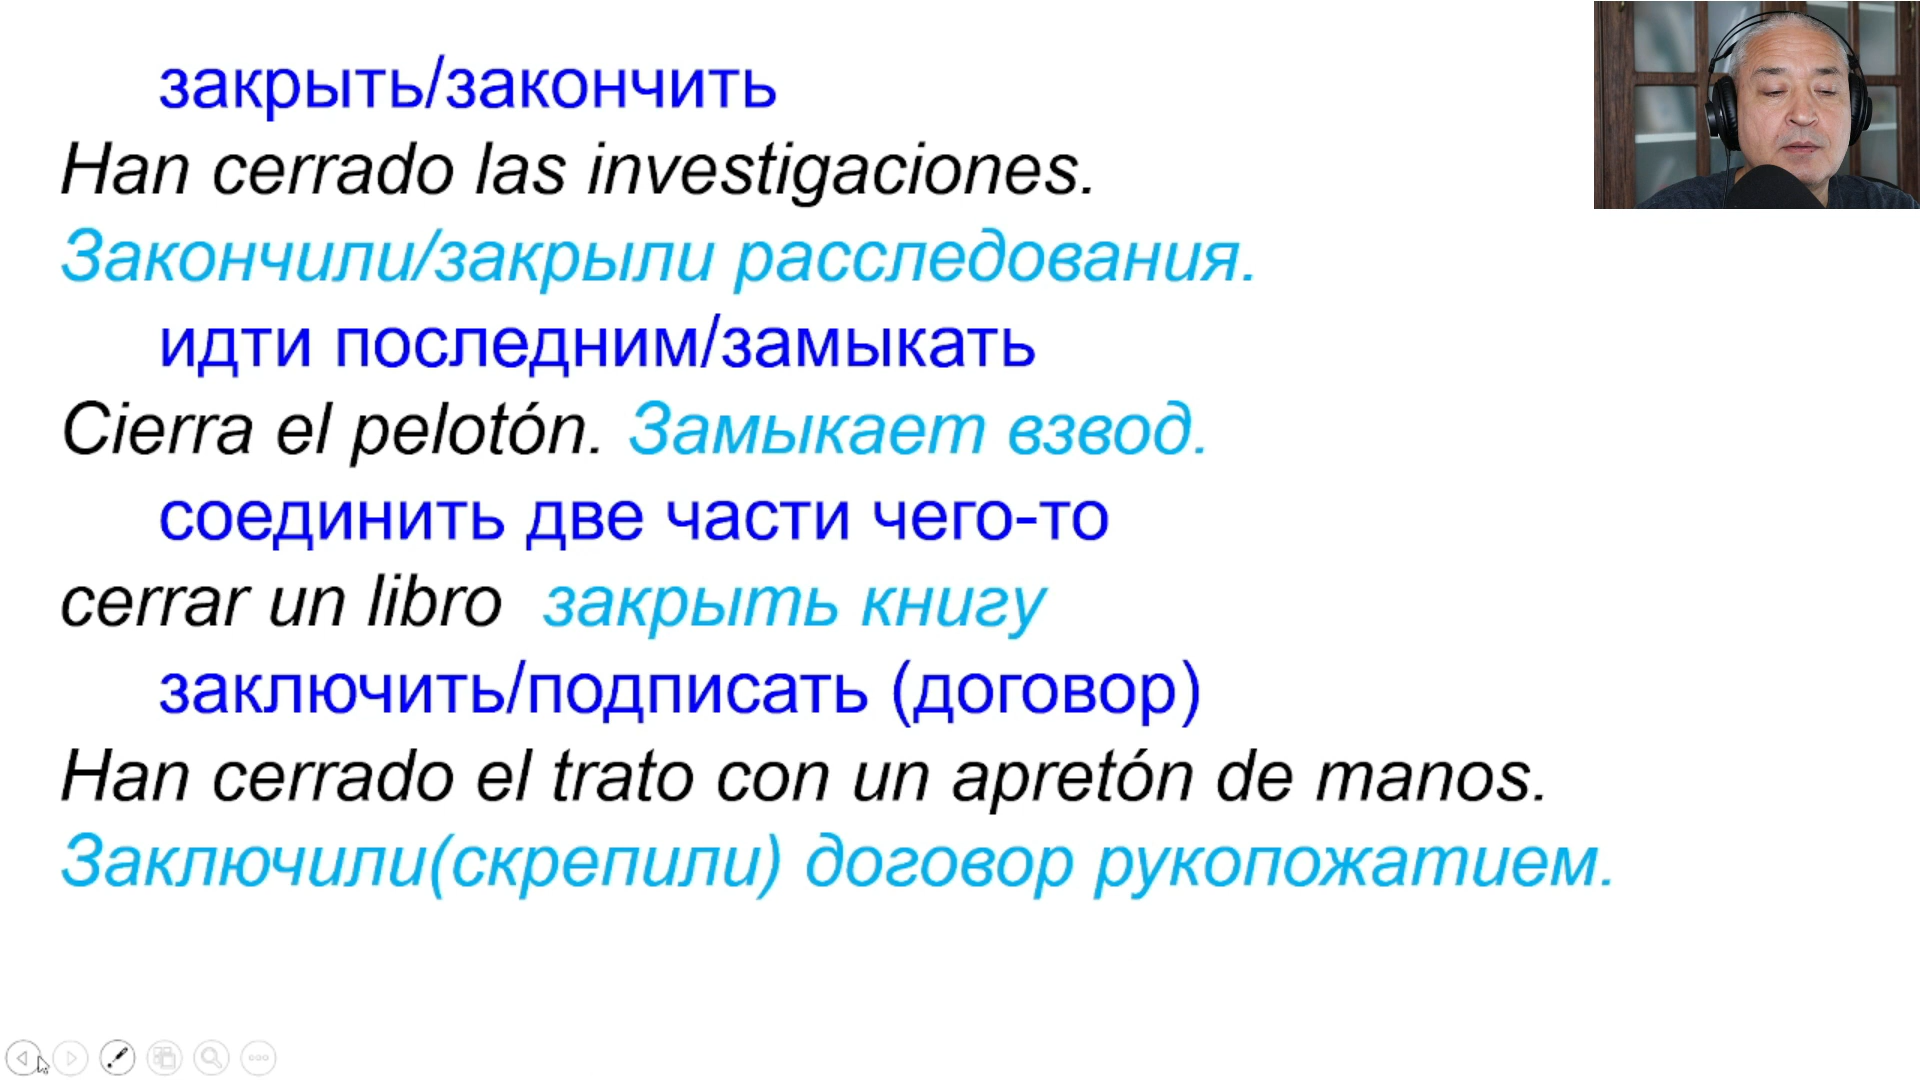 закрыть/закончить
Han cerrado las investigaciones.
Закончили/закрыли расследования.
идти последним/замыкать
Cierra el pelotón. Замыкает взвод.
соединить две части чего-то
cerrar un libro закрыть книгу
заключить/подписать (договор)
Han cerrado el trato con un apretón de manos.
Заключили(скрепили) договор рукопожатием.